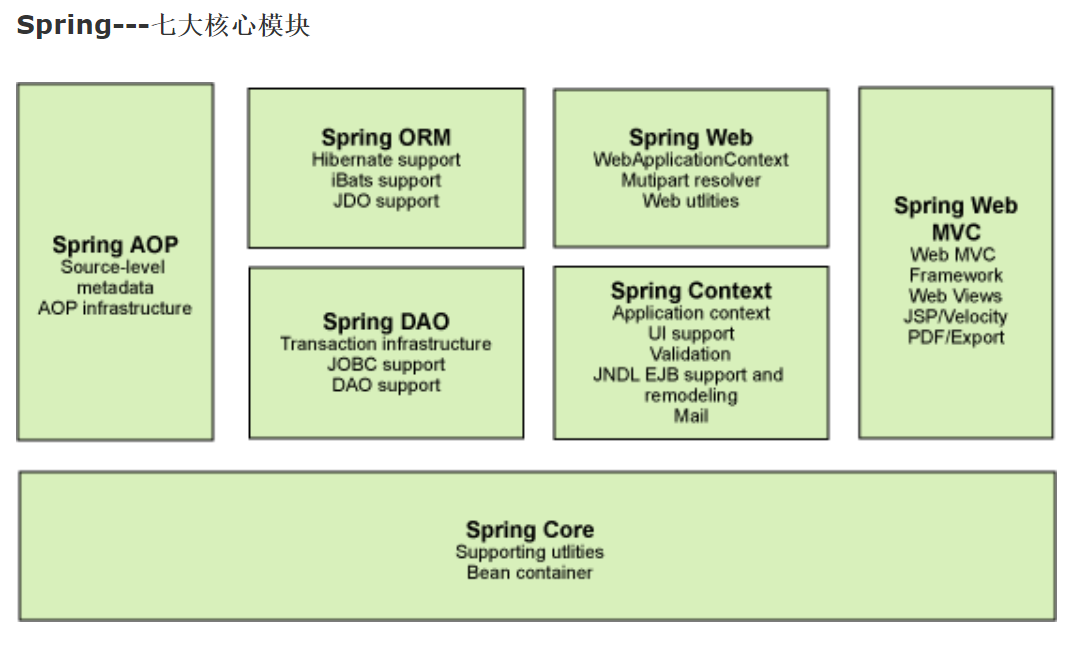 Spring---七大核心模块
Spring AOP
Source-level
metadata
AOP infrastructure
Spring ORM
Hibernate support
iBats support
JDO support
Spring Web
WebApplicationContext
Mutipart resolver
Web utlities
Spring Web
MVC
Web MVC
Framework
Web Views
JSP/Velocity
PDF/Export
Spring DAO
Transaction infrastructure
JOBC support
DAO support
Spring Context
Application context
UI support
Validation
JNDL EJB support and
remodeling
Mail
Spring Core
Supporting utlities
Bean container